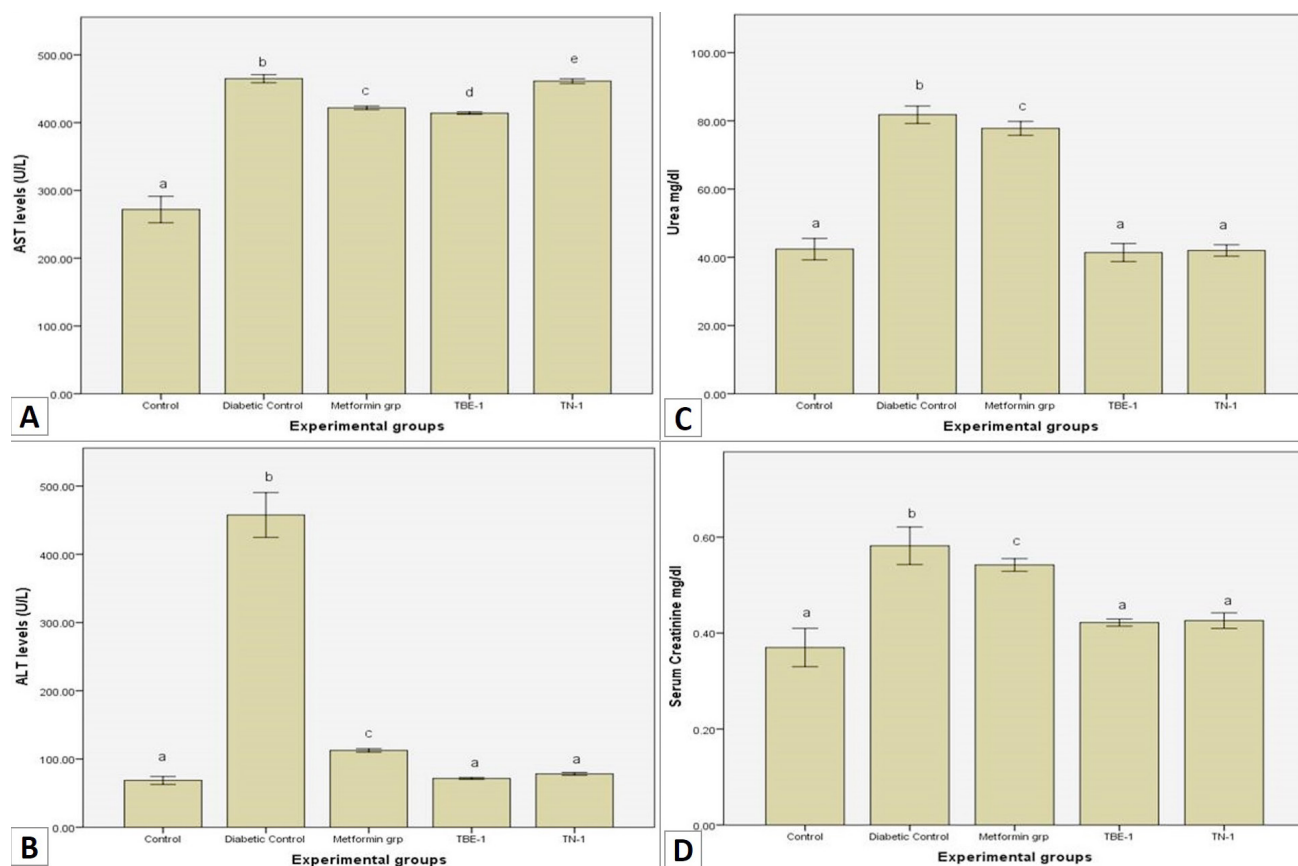 500.00
400.00
300.00
200.00
100.00
0.00
AST levels (U/L)
a
b
c
d
e
Control
Diabetic Control
Metformin grp
TBE-1
TN-1
Experimental groups
A
500.00
400.00
300.00
200.00
100.00
0.00
ALT levels (U/L)
a
b
c
a
a
Control
Diabetic Control
Metformin grp
TBE-1
TN-1
Experimental groups
B
100.00
80.00
60.00
40.00
20.00
0.00
Urea mg/dl
a
b
c
a
a
Control
Diabetic Control
Metformin grp
TBE-1
TN-1
Experimental groups
C
0.60
0.40
0.20
0.00
Serum Creatinine mg/dl
a
b
c
a
a
Control
Diabetic Control
Metformin grp
TBE-1
TN-1
Experimental groups
D